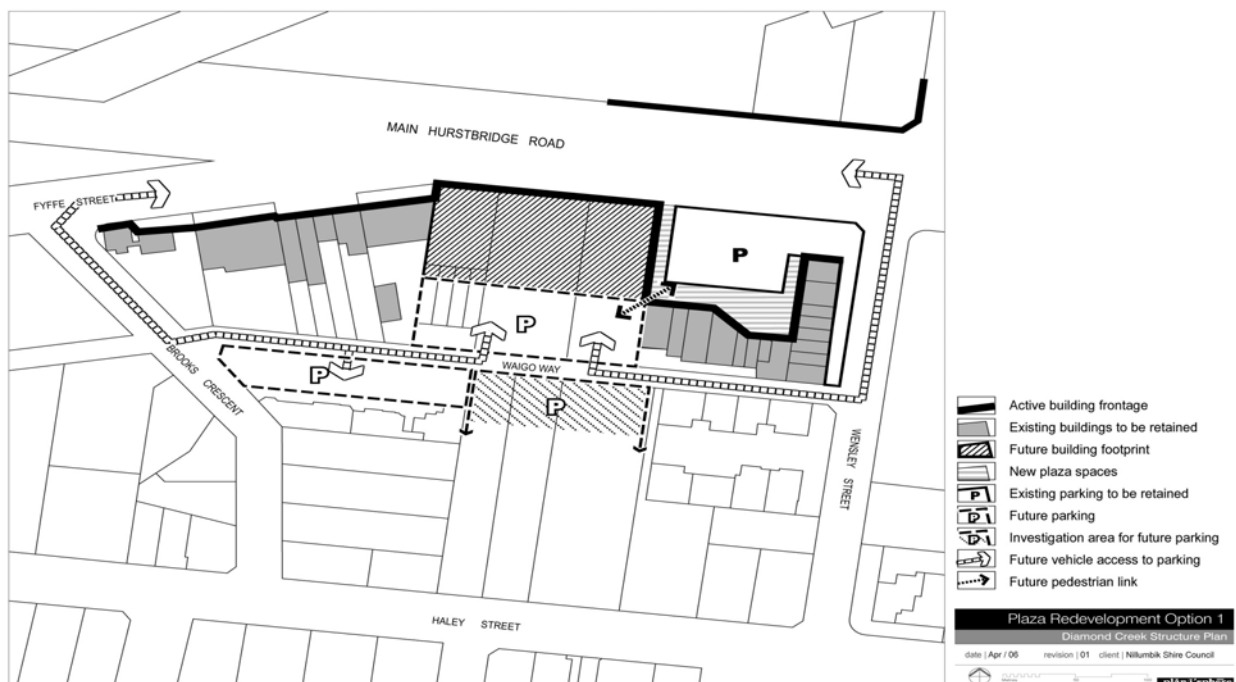 MAIN HURSTBRIDGE ROAD
FYFFE STREET
P
P
WAIGO WAY
P
P
BROOKS CRESCENT
WENSLEY STREET
HALEY STREET
Active building frontage
Existing buildings to be retained
Future building footprint
New plaza spaces
P Existing parking to be retained
P Future parking
P Investigation area for future parking
Future vehicle access to parking
Future pedestrian link
Plaza Redevelopment Option 1
Diamond Creek Structure Plan
date | Apr / 06 revision | 01 client | Nillumbik Shire Council